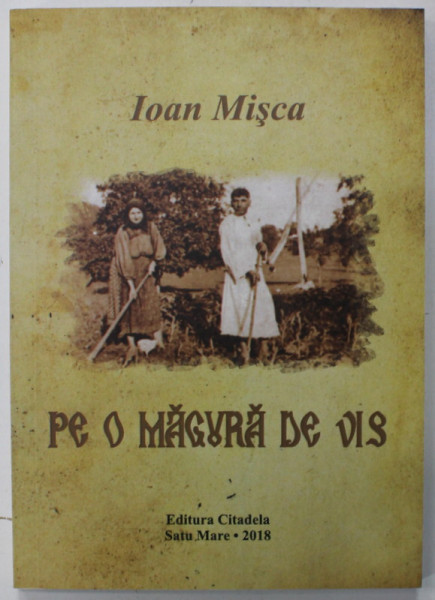 Ioan Mişca
PE O MĂGURĂ DE VIS
Editura Citadela
Satu Mare • 2018